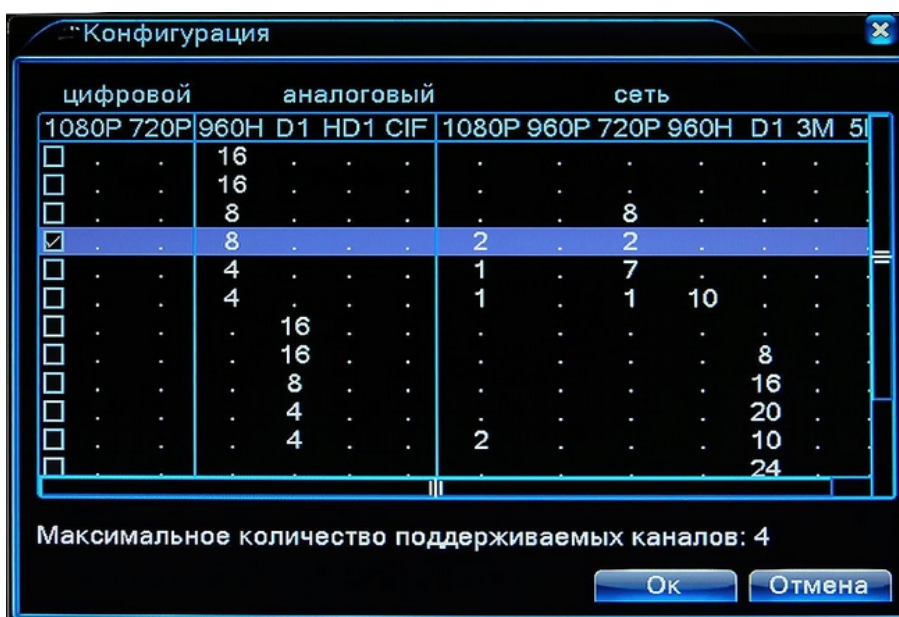 Конфигурация
цифровой аналоговый сеть
1080P 720P 960H D1 HD1 CIF 1080P 960P 720P 960H D1 3M
. . 16 . . . . . . . . . .
. . 16 . . . . . . . . . .
. . 8 . . . . . 8 . . . .
. . 8 . . . 2 . 2 . . . .
. . 4 . . . 1 . 7 . . . .
. . 4 . . . 1 . 1 10 . . .
. . . 16 . . . . . . . . .
. . . 16 . . . . . . 8 . .
. . . 8 . . . . . . 16 . .
. . . 4 . . . . . . 20 . .
. . . 4 . . 2 . . . 10 . .
. . . . . . . . . . 24 . .
Максимальное количество поддерживаемых каналов: 4
Ок Отмена